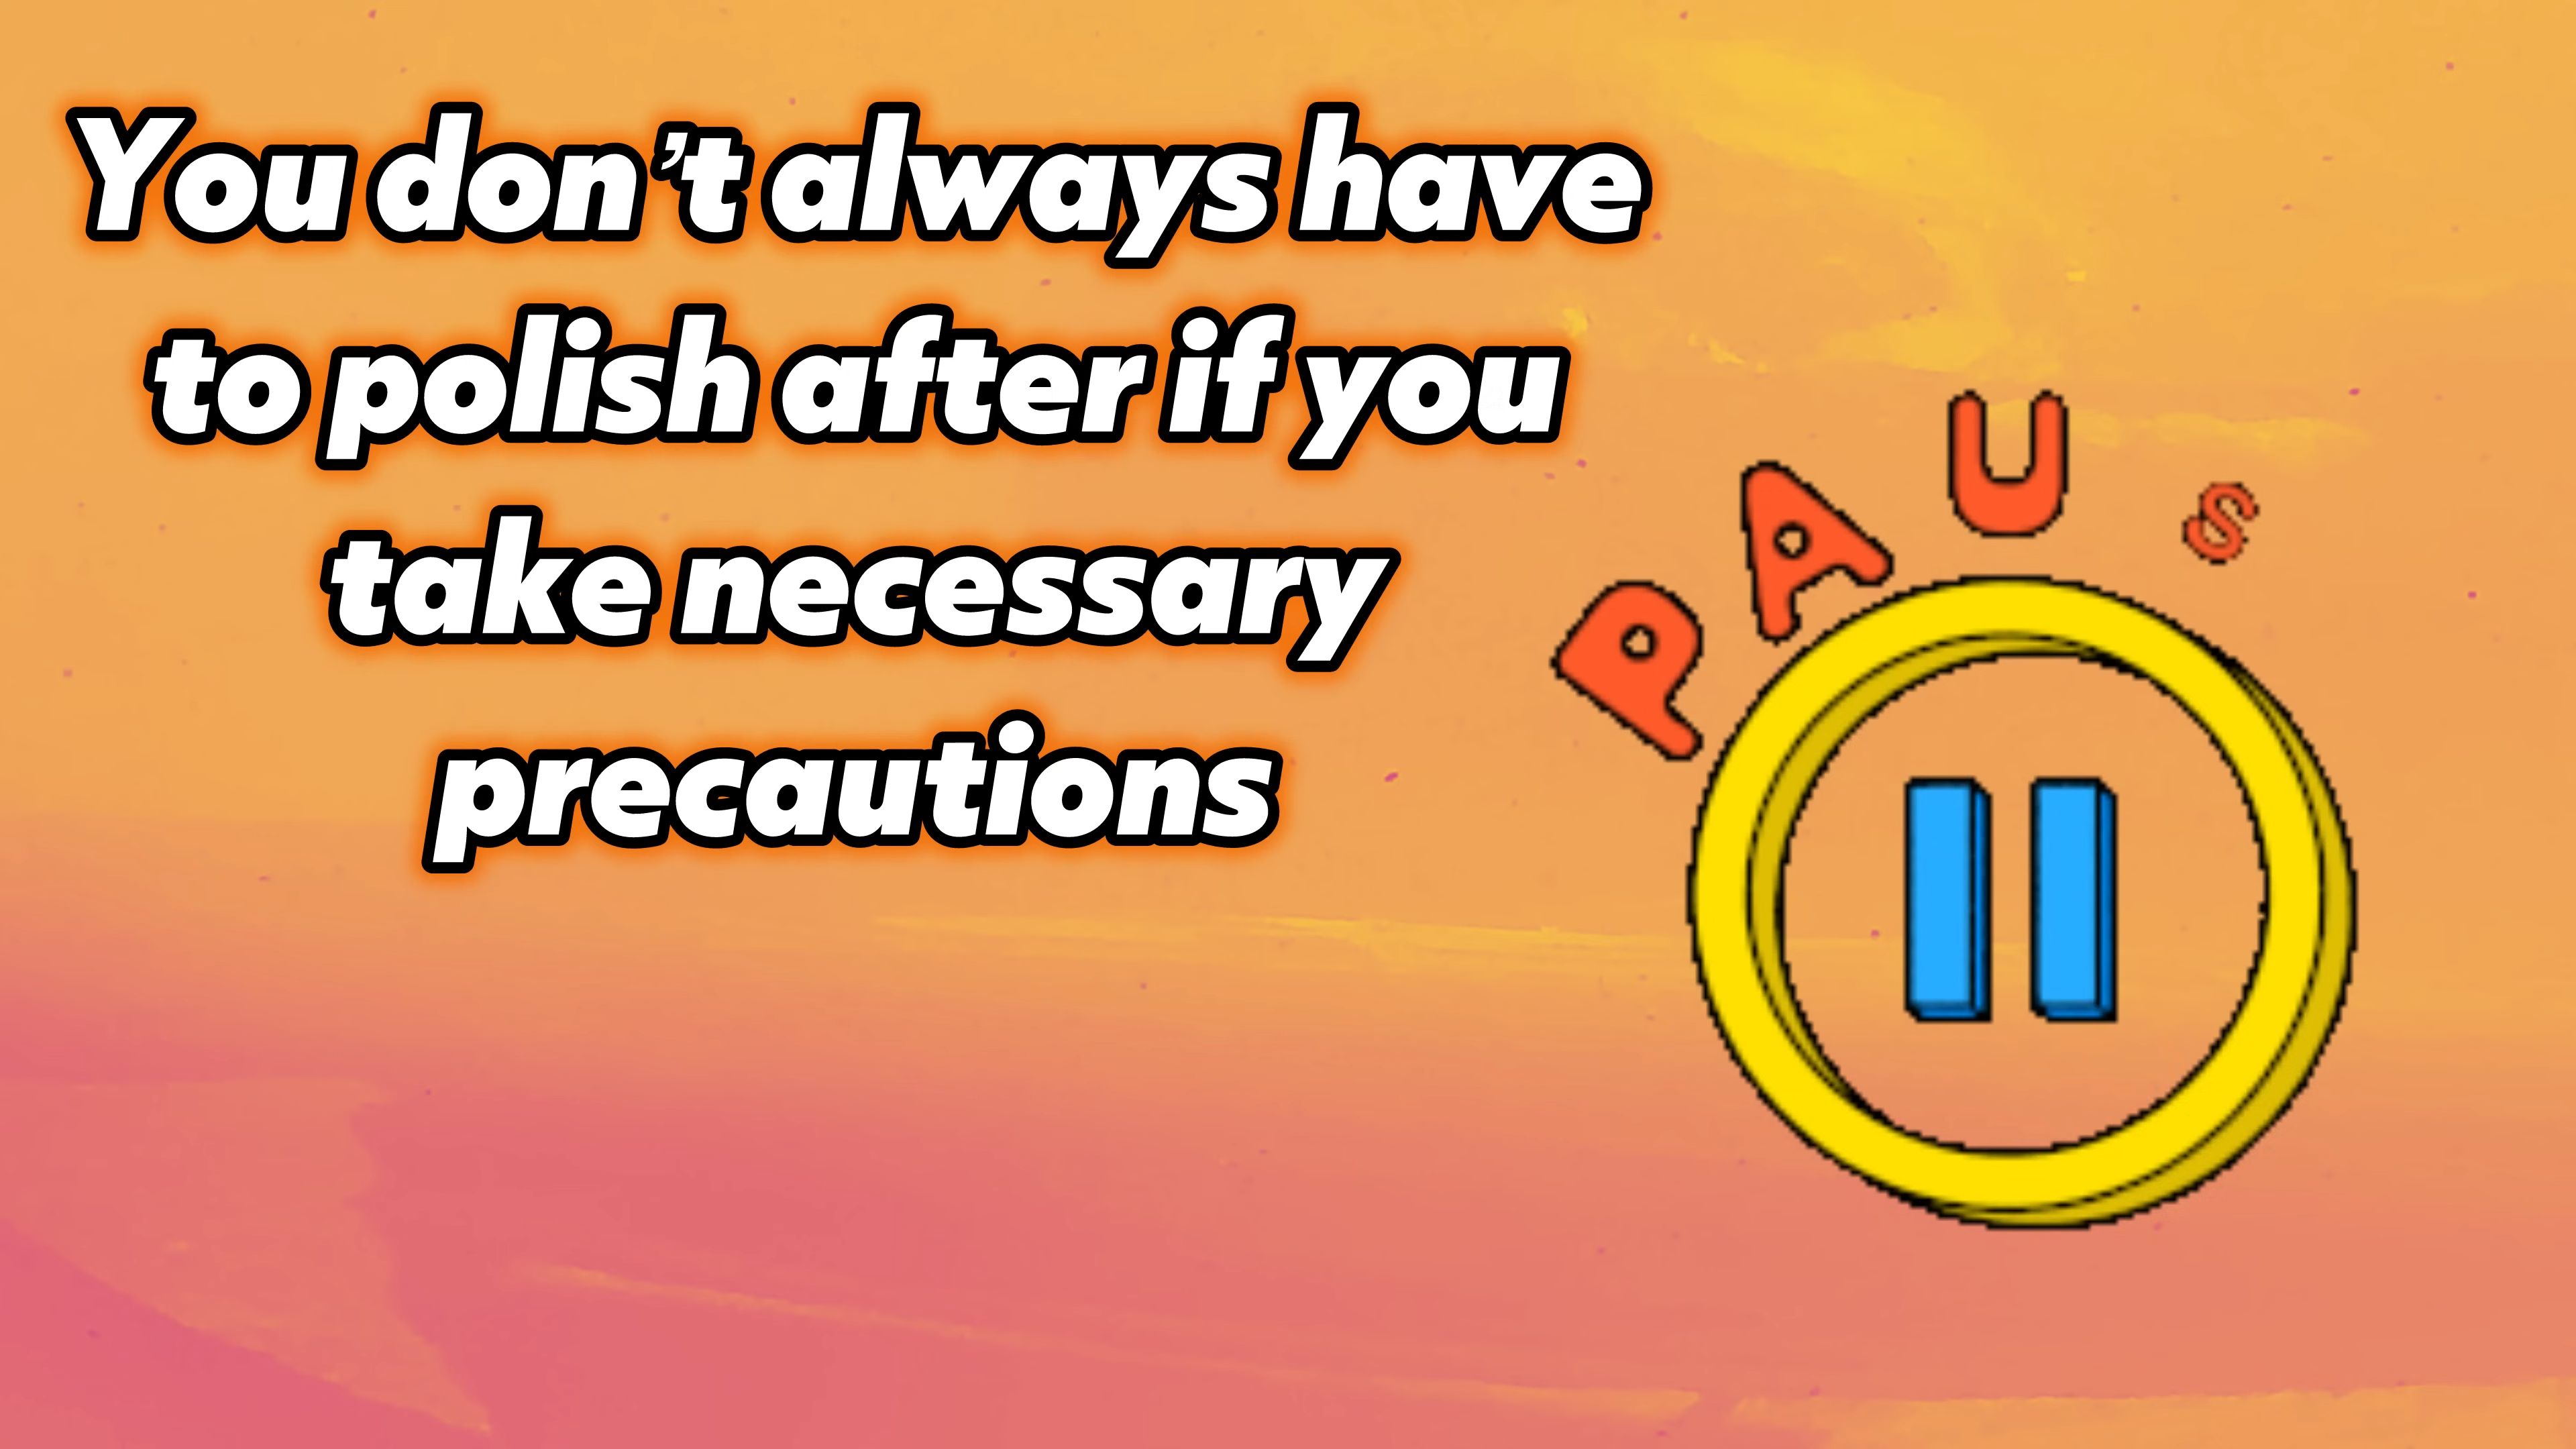 You don’t always have
to polish after if you
take necessary
precautions
PAUS